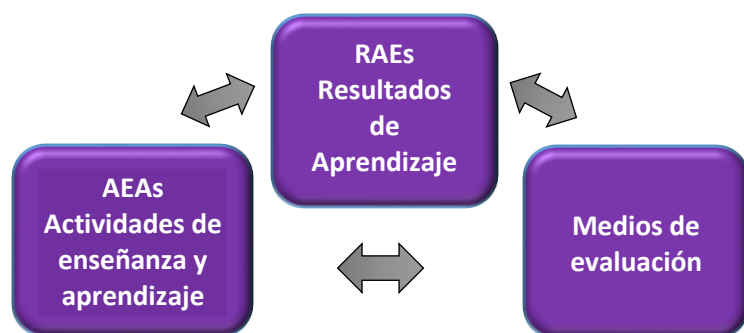 RAEs
Resultados
de
Aprendizaje
AEAs
Actividades de
enseñanza y
aprendizaje
Medios de
evaluación